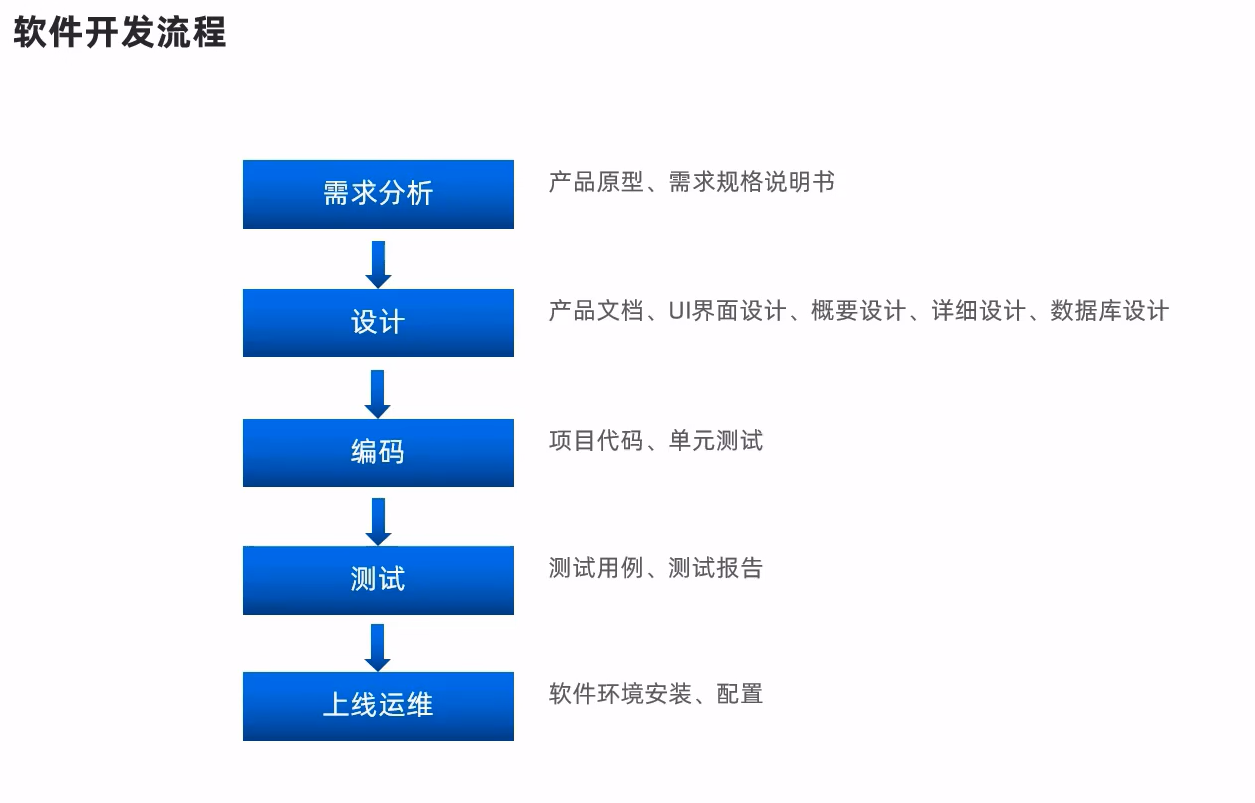 软件开发流程
需求分析
产品原型、需求规格说明书
设计
产品文档、UI界面设计、概要设计、详细设计、数据库设计
编码
项目代码、单元测试
测试
测试用例、测试报告
上线运维
软件环境安装、配置